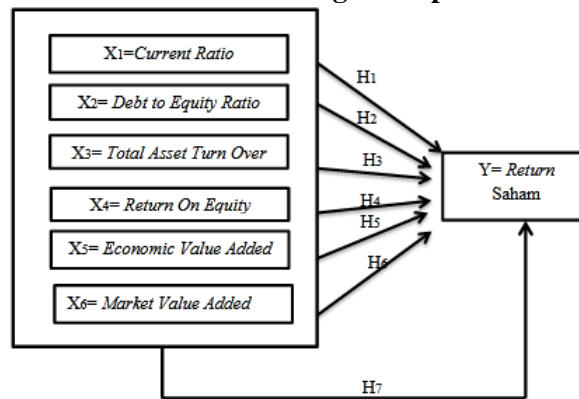 X1=Current Ratio
X2= Debt to Equity Ratio
X3= Total Asset Turn Over
X4= Return On Equity
X5= Economic Value Added
X6= Market Value Added
H1
H2
H3
H4
H5
H6
H7
Y= Return
Saham